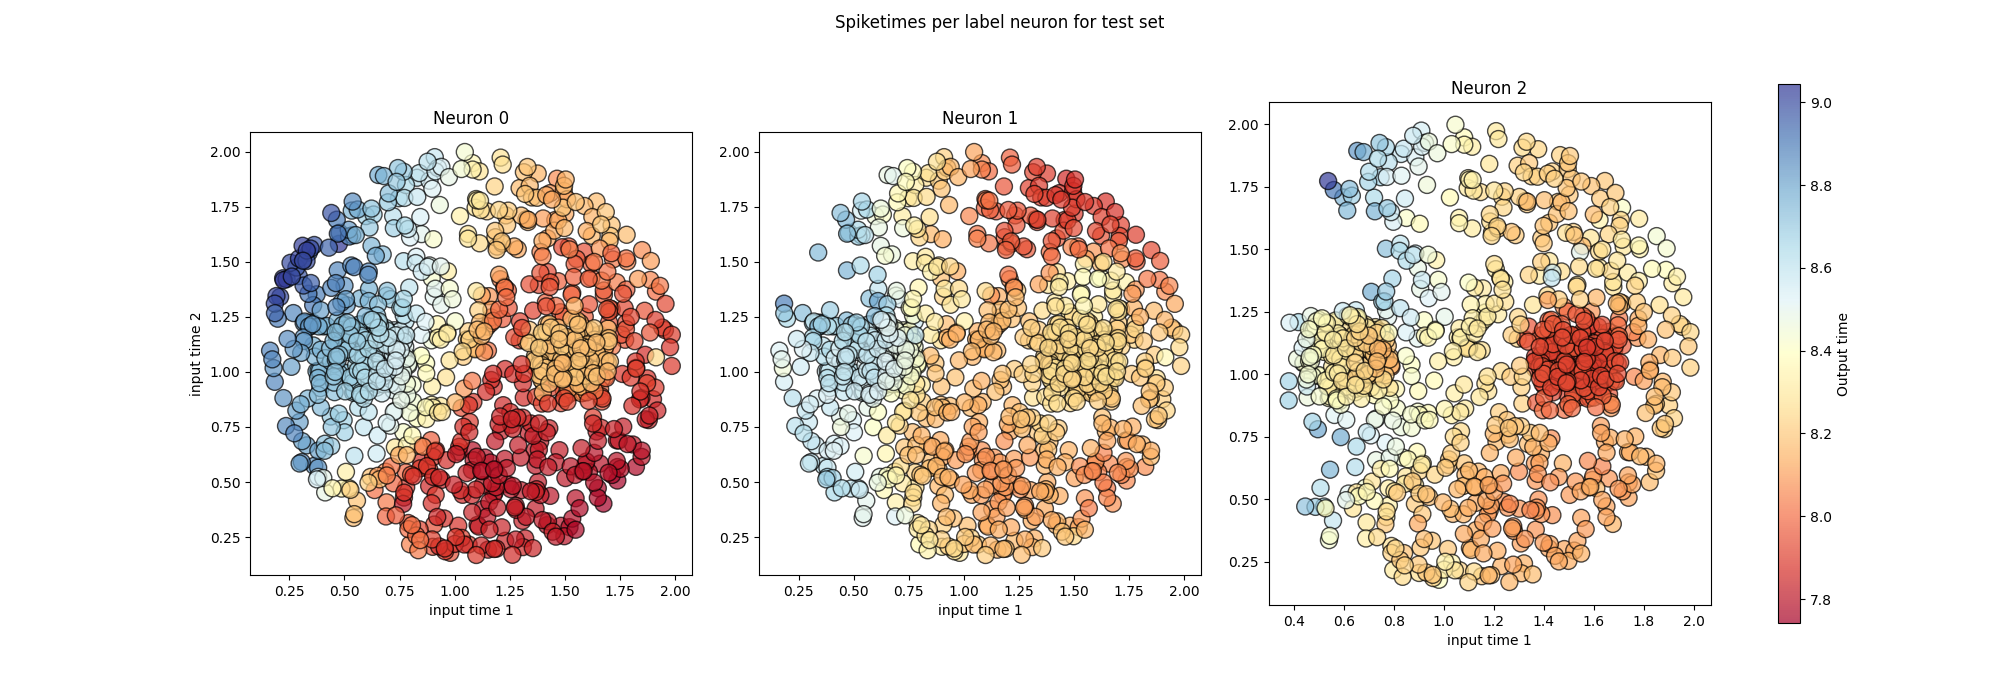 Spiketimes per label neuron for test set
Neuron 0
2.00
1.75
1.50
1.25
1.00
0.75
0.50
0.25
input time 2
0.25 0.50 0.75 1.00 1.25 1.50 1.75 2.00
input time 1
Neuron 1
2.00
1.75
1.50
1.25
1.00
0.75
0.50
0.25
0.25 0.50 0.75 1.00 1.25 1.50 1.75 2.00
input time 1
Neuron 2
2.00
1.75
1.50
1.25
1.00
0.75
0.50
0.25
0.4 0.6 0.8 1.0 1.2 1.4 1.6 1.8 2.0
input time 1
9.0
8.8
8.6
8.4
8.2
8.0
7.8
Output time